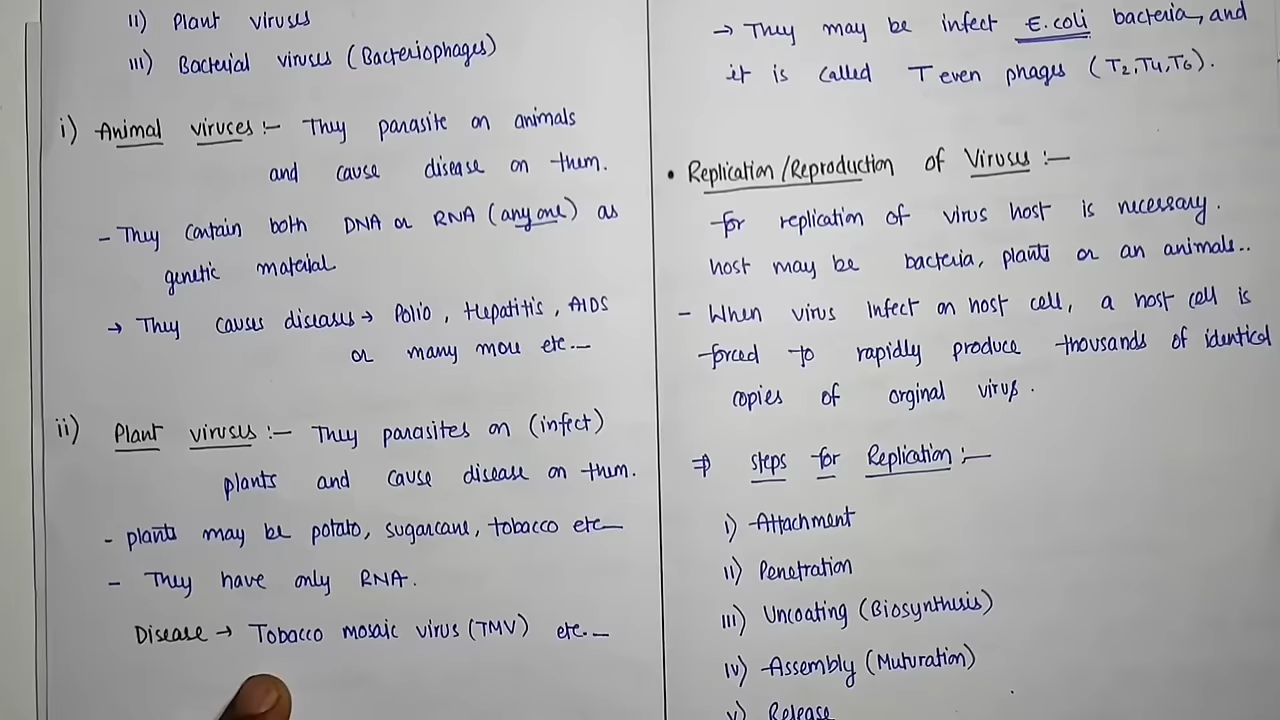 ii) Plant viruses
iii) Bacterial viruses (Bacteriophages)
i) Animal viruces :- They parasite on animals
and cause disease on them.
- They contain both DNA or RNA (any one) as
genetic material
→ They causes diseases → Polio, Hepatitis, AIDS
or many more etc.-
ii) Plant viruses :- They parasites on (infect)
plants and cause disease on them.
- plants may be potato, sugarcane, tobacco etc-
- They have only RNA.
Disease → Tobacco mosaic virus (TMV) etc.-
→ They may be infect E.coli bacteria, and
it is called T even phages (T2,T4,T6).
• Replication/Reproduction of Viruses :-
for replication of virus host is necessary.
host may be bacteria, plants or an animals..
- When virus infect on host cell, a host cell is
forced to rapidly produce thousands of identical
copies of orginal virus.
⇒ steps for Replication :-
i) Attachment
ii) Penetration
iii) Uncoating (Biosynthesis)
iv) Assembly (Muturation)
v) Release